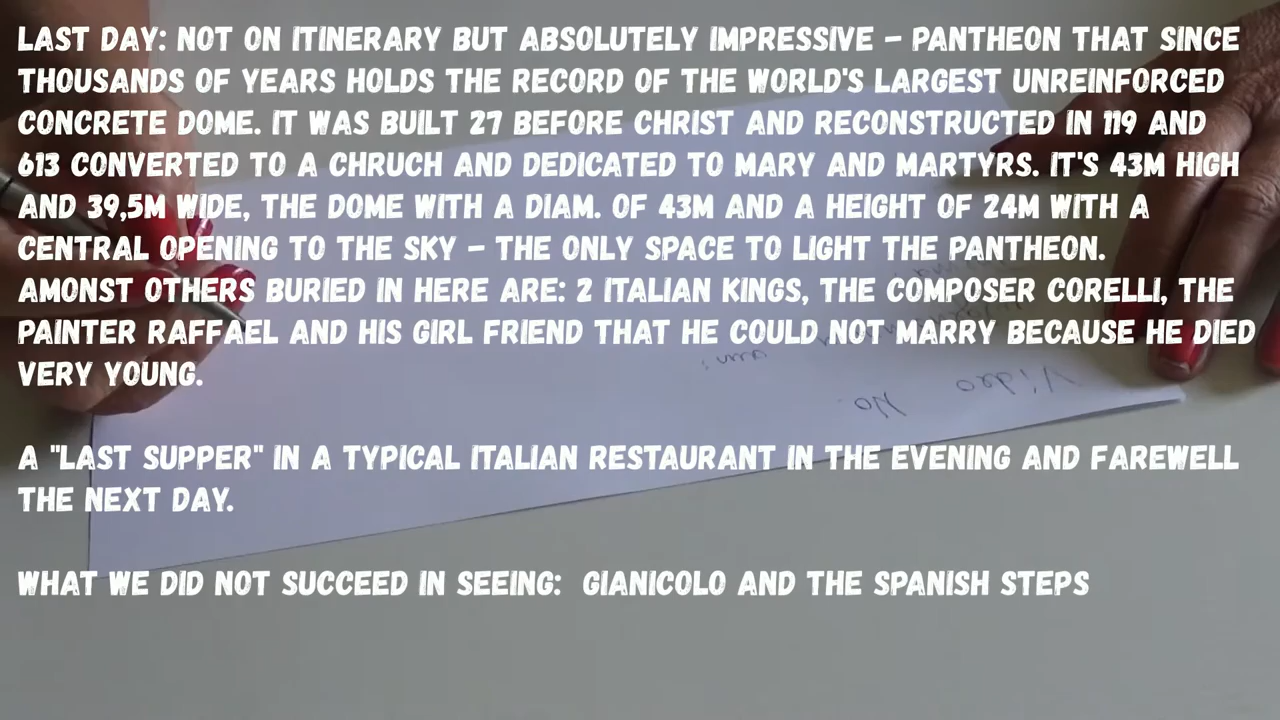 LAST DAY: NOT ON ITINERARY BUT ABSOLUTELY IMPRESSIVE – PANTHEON THAT SINCE
THOUSANDS OF YEARS HOLDS THE RECORD OF THE WORLD'S LARGEST UNREINFORCED
CONCRETE DOME. IT WAS BUILT 27 BEFORE CHRIST AND RECONSTRUCTED IN 119 AND
613 CONVERTED TO A CHRUCH AND DEDICATED TO MARY AND MARTYRS. IT'S 43M HIGH
AND 39,5M WIDE, THE DOME WITH A DIAM. OF 43M AND A HEIGHT OF 24M WITH A
CENTRAL OPENING TO THE SKY – THE ONLY SPACE TO LIGHT THE PANTHEON.
AMONST OTHERS BURIED IN HERE ARE: 2 ITALIAN KINGS, THE COMPOSER CORELLI, THE
PAINTER RAFFAEL AND HIS GIRL FRIEND THAT HE COULD NOT MARRY BECAUSE HE DIED
VERY YOUNG.
A "LAST SUPPER" IN A TYPICAL ITALIAN RESTAURANT IN THE EVENING AND FAREWELL
THE NEXT DAY.
WHAT WE DID NOT SUCCEED IN SEEING: GIANICOLO AND THE SPANISH STEPS
Video No.